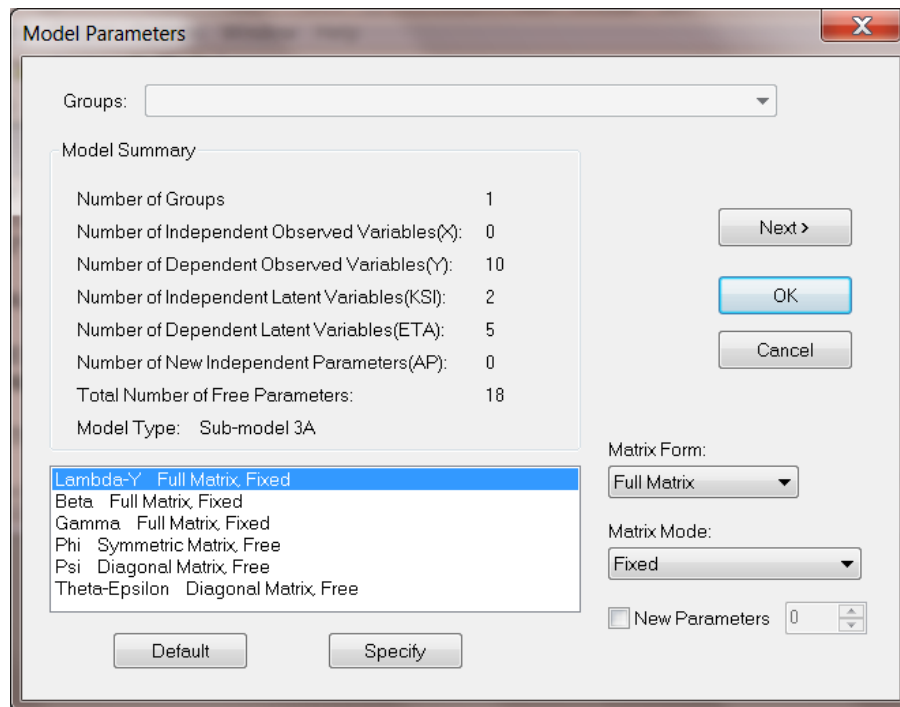 Model Parameters
Groups:
Model Summary
Number of Groups 1
Number of Independent Observed Variables(X): 0
Number of Dependent Observed Variables(Y): 10
Number of Independent Latent Variables(KSI): 2
Number of Dependent Latent Variables(ETA): 5
Number of New Independent Parameters(AP): 0
Total Number of Free Parameters: 18
Model Type: Sub-model 3A
Next >
OK
Cancel
Lambda-Y Full Matrix, Fixed
Beta Full Matrix, Fixed
Gamma Full Matrix, Fixed
Phi Symmetric Matrix, Free
Psi Diagonal Matrix, Free
Theta-Epsilon Diagonal Matrix, Free
Matrix Form:
Full Matrix
Matrix Mode:
Fixed
New Parameters 0
Default
Specify